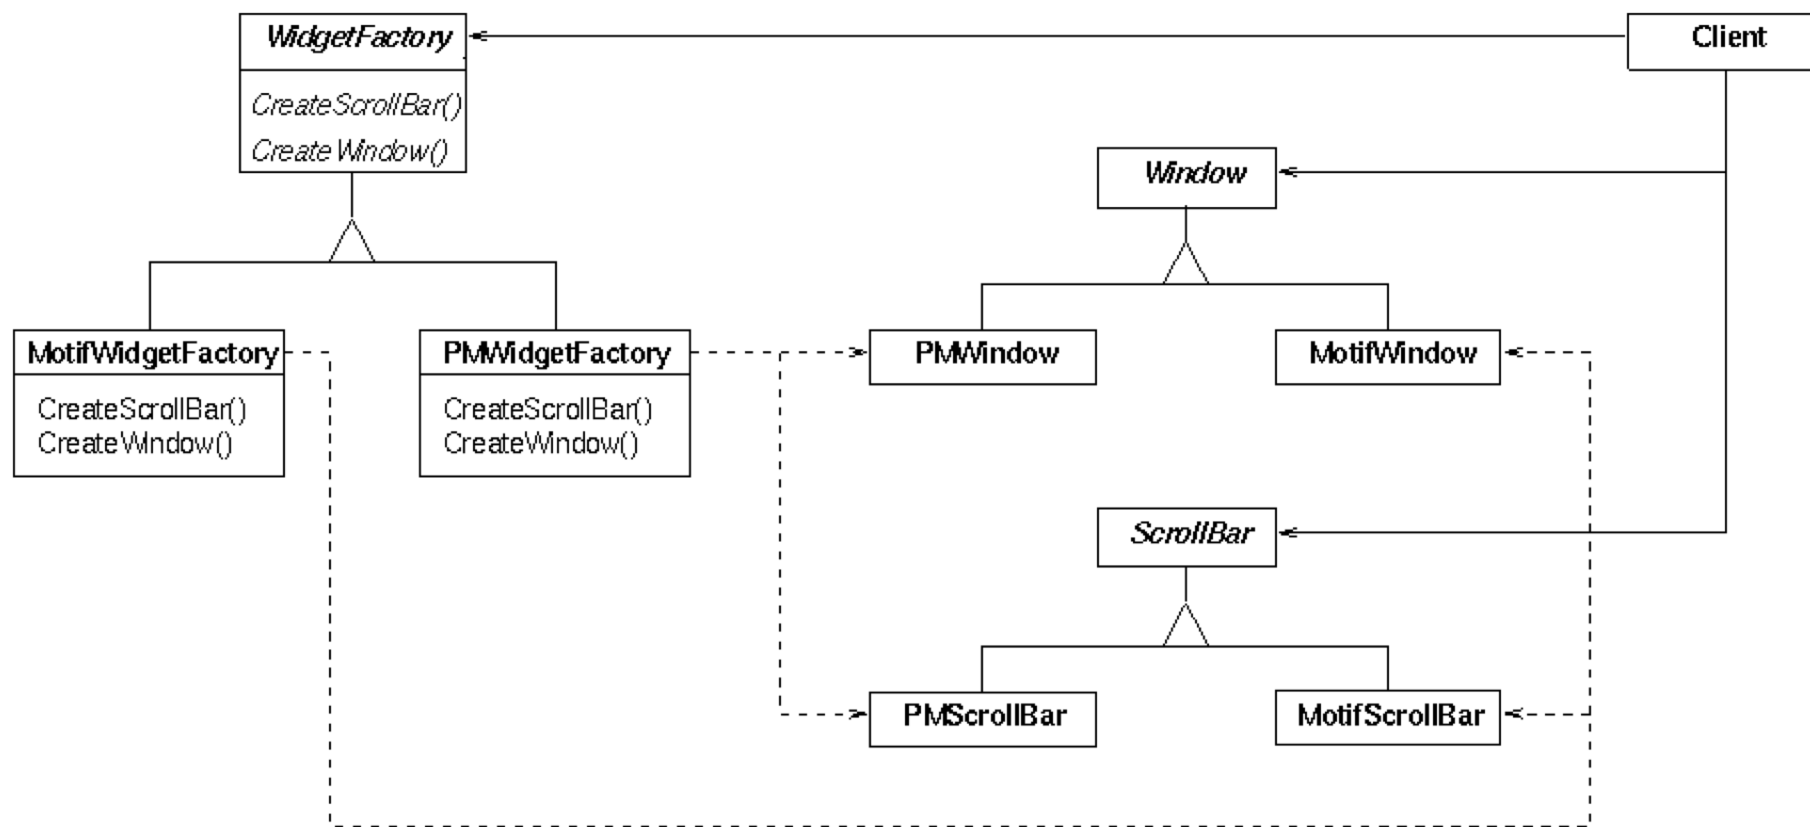 WidgetFactory
Client
CreateScrollBar()
CreateWindow()
Window
MotifWidgetFactory
PMWidgetFactory
PMWindow
MotifWindow
CreateScrollBar()
CreateWindow()
CreateScrollBar()
CreateWindow()
ScrollBar
PMScrollBar
MotifScrollBar